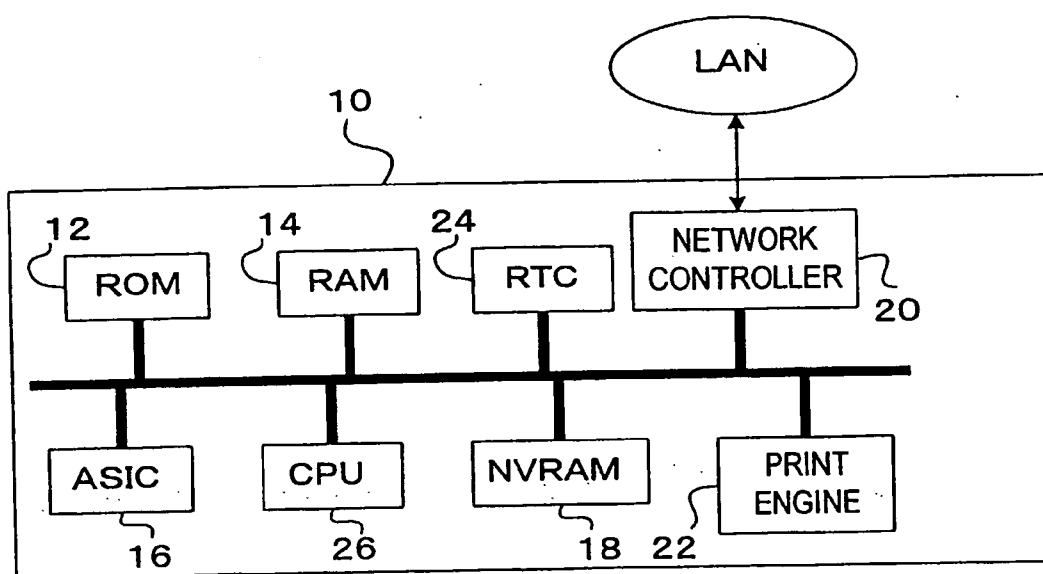 LAN
10
12
14
24
NETWORK
CONTROLLER
ROM
RAM
RTC
20
ASIC
CPU
NVRAM
PRINT
ENGINE
16
26
18
22